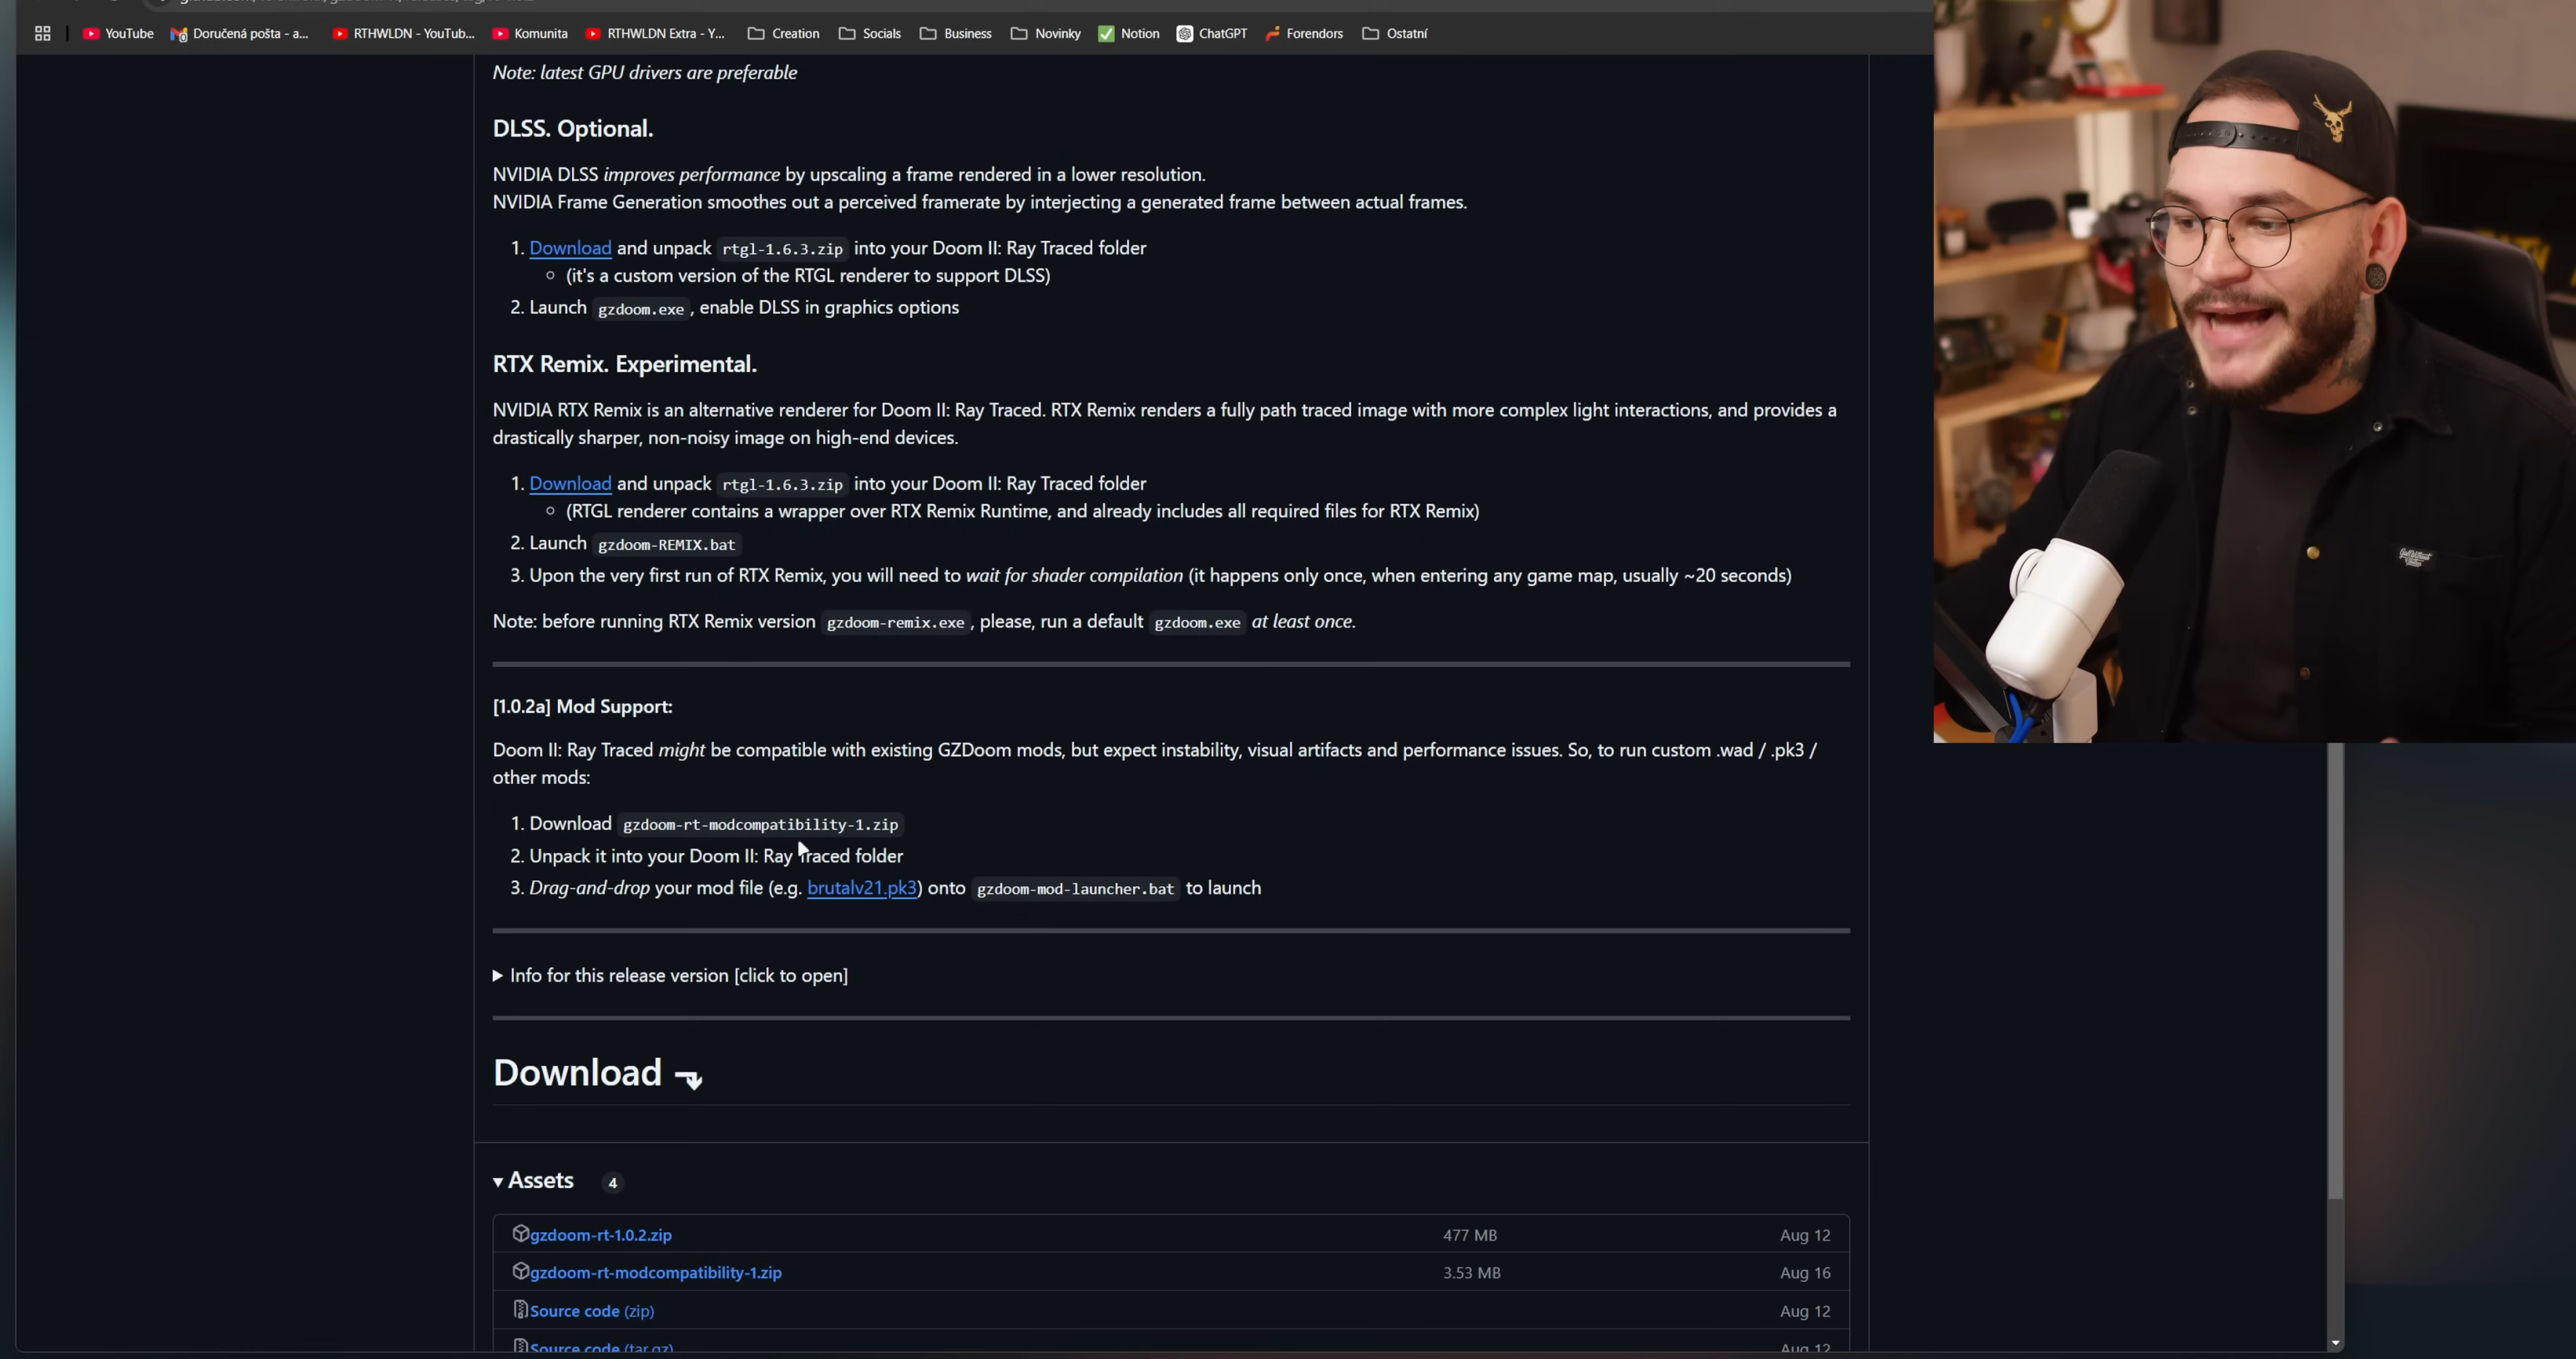 YouTube
Doručená pošta - a...
RTHWLDN - YouTub...
Komunita
RTHWLDN Extra - Y...
Creation
Socials
Business
Novinky
Notion
ChatGPT
Forendors
Ostatní
Note: latest GPU drivers are preferable
DLSS. Optional.
NVIDIA DLSS improves performance by upscaling a frame rendered in a lower resolution.
NVIDIA Frame Generation smoothes out a perceived framerate by interjecting a generated frame between actual frames.
1. Download and unpack rtgl-1.6.3.zip into your Doom II: Ray Traced folder
(it's a custom version of the RTGL renderer to support DLSS)
2. Launch gzdoom.exe, enable DLSS in graphics options
RTX Remix. Experimental.
NVIDIA RTX Remix is an alternative renderer for Doom II: Ray Traced. RTX Remix renders a fully path traced image with more complex light interactions, and provides a
drastically sharper, non-noisy image on high-end devices.
1. Download and unpack rtgl-1.6.3.zip into your Doom II: Ray Traced folder
(RTGL renderer contains a wrapper over RTX Remix Runtime, and already includes all required files for RTX Remix)
2. Launch gzdoom-REMIX.bat
3. Upon the very first run of RTX Remix, you will need to wait for shader compilation (it happens only once, when entering any game map, usually ~20 seconds)
Note: before running RTX Remix version gzdoom-remix.exe, please, run a default gzdoom.exe at least once.
[1.0.2a] Mod Support:
Doom II: Ray Traced might be compatible with existing GZDoom mods, but expect instability, visual artifacts and performance issues. So, to run custom .wad / .pk3 /
other mods:
1. Download gzdoom-rt-modcompatibility-1.zip
2. Unpack it into your Doom II: Ray Traced folder
3. Drag-and-drop your mod file (e.g. brutalv21.pk3) onto gzdoom-mod-launcher.bat to launch
Info for this release version [click to open]
Download
Assets 4
gzdoom-rt-1.0.2.zip 477 MB Aug 12
gzdoom-rt-modcompatibility-1.zip 3.53 MB Aug 16
Source code (zip) Aug 12
Source code (tar.gz) Aug 12